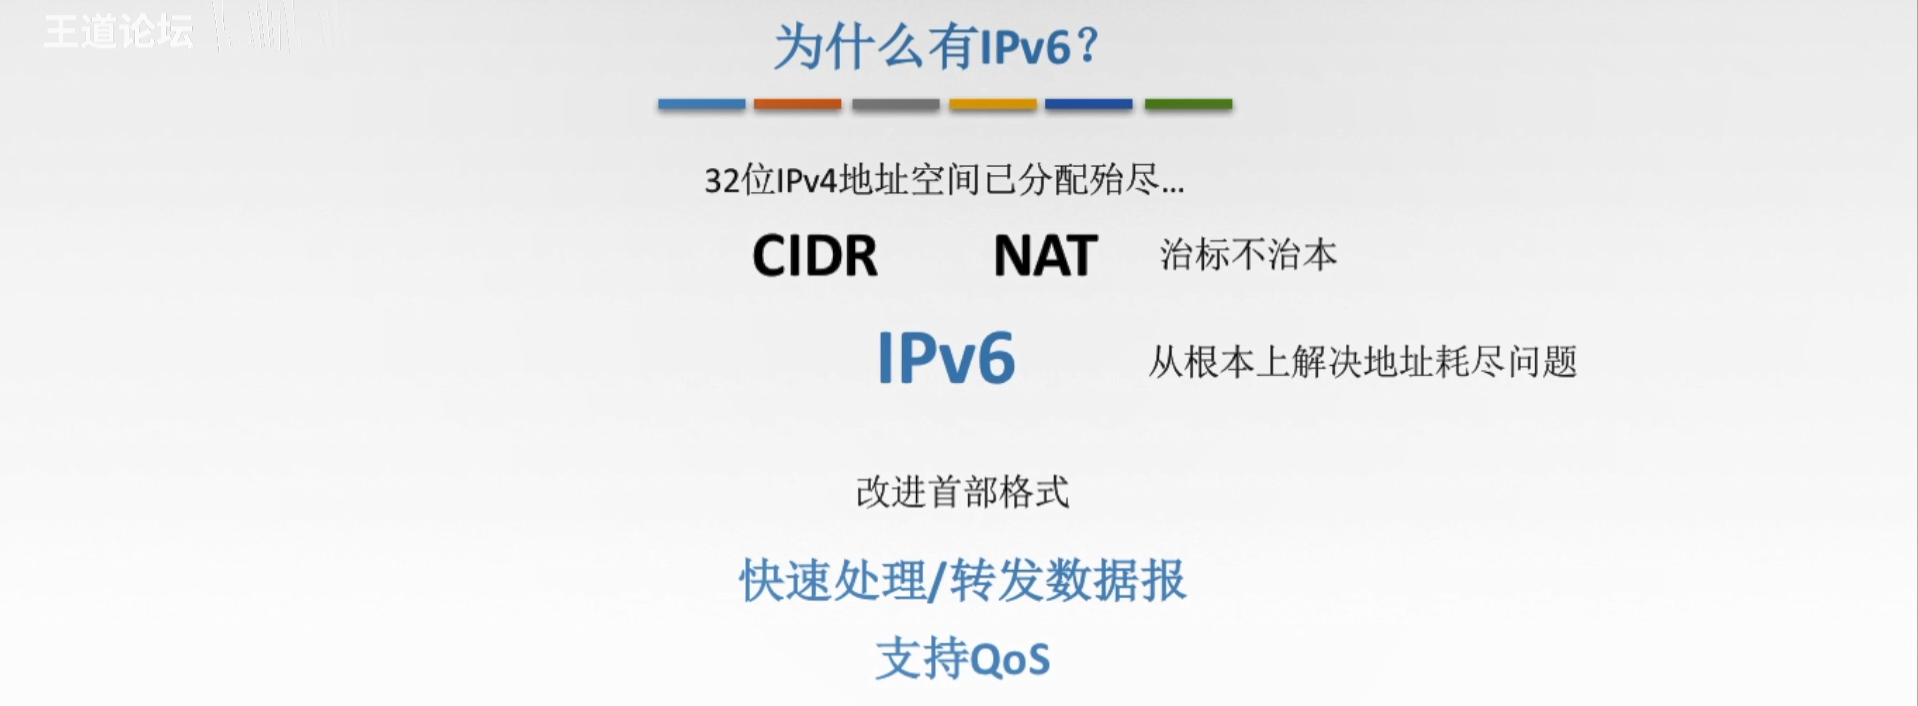 王道论坛
为什么有IPv6？
32位IPv4地址空间已分配殆尽...
CIDR NAT 治标不治本
IPv6 从根本上解决地址耗尽问题
改进首部格式
快速处理/转发数据报
支持QoS